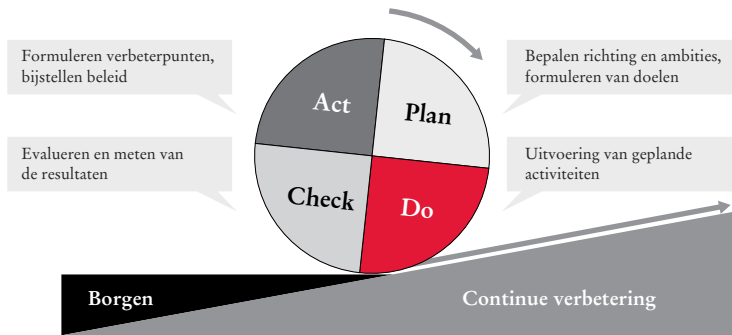 Formuleren verbeterpunten,
bijstellen beleid
Bepalen richting en ambities,
formuleren van doelen
Act
Plan
Evalueren en meten van
de resultaten
Uitvoering van geplande
activiteiten
Check
Do
Borgen
Continue verbetering